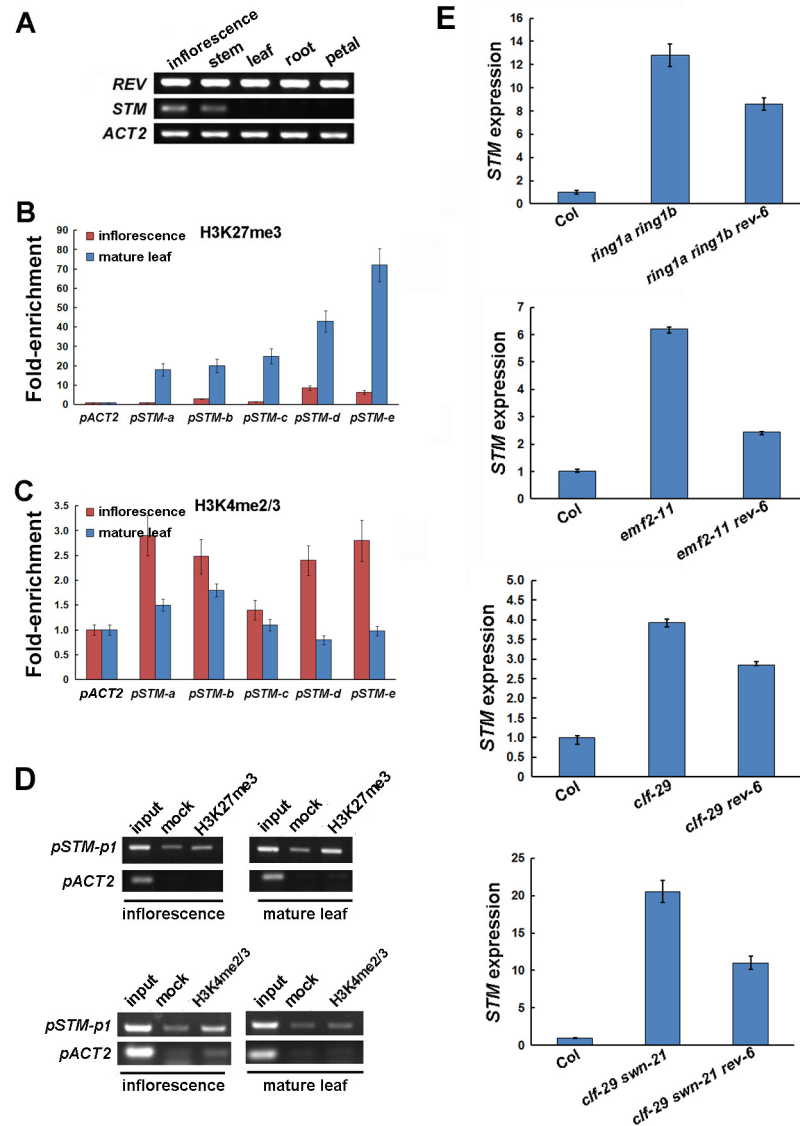 A
inflorescence
stem
leaf
root
petal
REV
STM
ACT2
B
H3K27me3
inflorescence
mature leaf
Fold-enrichment
90
80
70
60
50
40
30
20
10
0
pACT2 pSTM-a pSTM-b pSTM-c pSTM-d pSTM-e
C
H3K4me2/3
inflorescence
mature leaf
Fold-enrichment
3.5
3.0
2.5
2.0
1.5
1.0
0.5
0
pACT2 pSTM-a pSTM-b pSTM-c pSTM-d pSTM-e
D
input
mock
H3K27me3
input
mock
H3K27me3
pSTM-p1
pACT2
inflorescence
mature leaf
input
mock
H3K4me2/3
input
mock
H3K4me2/3
pSTM-p1
pACT2
inflorescence
mature leaf
E
STM expression
16
14
12
10
8
6
4
2
0
Col
ring1a ring1b
ring1a ring1b rev-6
STM expression
7
6
5
4
3
2
1
0
Col
emf2-11
emf2-11 rev-6
STM expression
5.0
4.5
4.0
3.5
3.0
2.5
2.0
1.5
1.0
0.5
0
Col
clf-29
clf-29 rev-6
STM expression
25
20
15
10
5
0
Col
clf-29 swn-21
clf-29 swn-21 rev-6